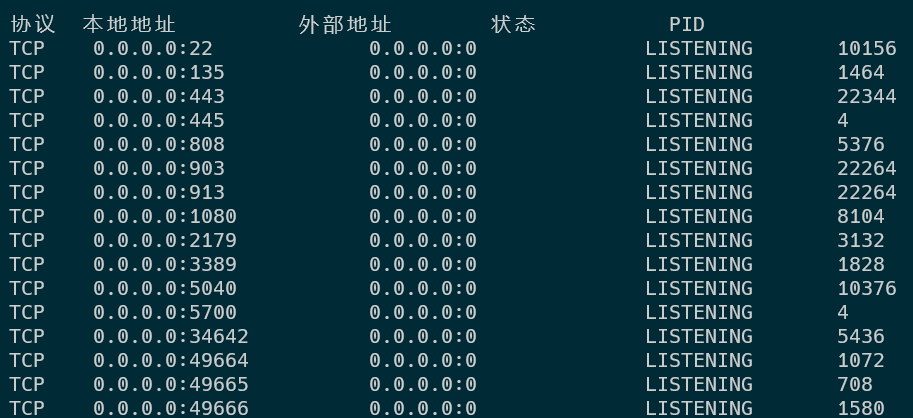 协议 本地地址 外部地址 状态 PID
TCP 0.0.0.0:22 0.0.0.0:0 LISTENING 10156
TCP 0.0.0.0:135 0.0.0.0:0 LISTENING 1464
TCP 0.0.0.0:443 0.0.0.0:0 LISTENING 22344
TCP 0.0.0.0:445 0.0.0.0:0 LISTENING 4
TCP 0.0.0.0:808 0.0.0.0:0 LISTENING 5376
TCP 0.0.0.0:903 0.0.0.0:0 LISTENING 22264
TCP 0.0.0.0:913 0.0.0.0:0 LISTENING 22264
TCP 0.0.0.0:1080 0.0.0.0:0 LISTENING 8104
TCP 0.0.0.0:2179 0.0.0.0:0 LISTENING 3132
TCP 0.0.0.0:3389 0.0.0.0:0 LISTENING 1828
TCP 0.0.0.0:5040 0.0.0.0:0 LISTENING 10376
TCP 0.0.0.0:5700 0.0.0.0:0 LISTENING 4
TCP 0.0.0.0:34642 0.0.0.0:0 LISTENING 5436
TCP 0.0.0.0:49664 0.0.0.0:0 LISTENING 1072
TCP 0.0.0.0:49665 0.0.0.0:0 LISTENING 708
TCP 0.0.0.0:49666 0.0.0.0:0 LISTENING 1580